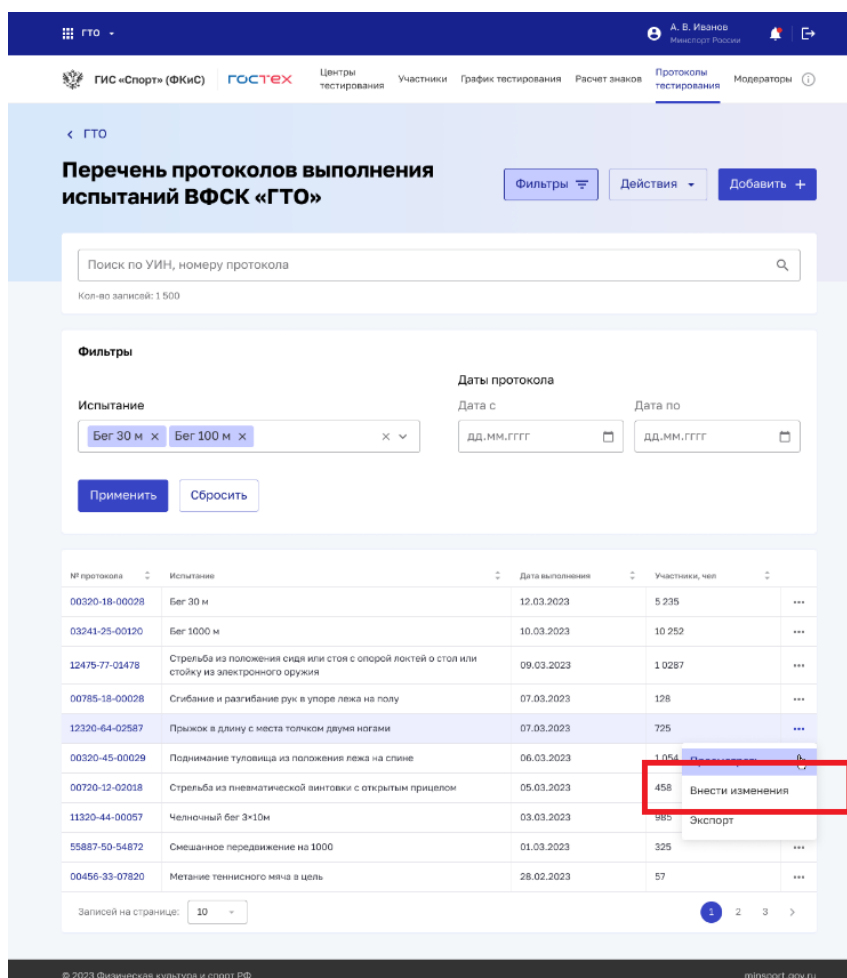 ГТО
А. В. Иванов
Минспорт России
ГИС «Спорт» (ФКиС)
ГОСТЕХ
Центры
тестирования
Участники
График тестирования
Расчет знаков
Протоколы
тестирования
Модераторы
ГТО
Перечень протоколов выполнения
испытаний ВФСК «ГТО»
Фильтры
Действия
Добавить +
Поиск по УИН, номеру протокола
Кол-во записей: 1 500
Фильтры
Даты протокола
Испытание
Дата с
Дата по
Бег 30 м ×
Бег 100 м ×
дд.мм.гггг
дд.мм.гггг
Применить
Сбросить
№ протокола Испытание Дата выполнения Участники, чел
00320-18-00028 Бег 30 м 12.03.2023 5 235
03241-25-00120 Бег 1000 м 10.03.2023 10 252
12475-77-01478 Стрельба из положения сидя или стоя с опорой локтей о стол или
стойку из электронного оружия 09.03.2023 1 0287
00785-18-00028 Сгибание и разгибание рук в упоре лежа на полу 07.03.2023 128
12320-64-02587 Прыжок в длину с места толчком двумя ногами 07.03.2023 725
00320-45-00029 Поднимание туловища из положения лежа на спине 06.03.2023 1 054
Просмотреть
00720-12-02018 Стрельба из пневматической винтовки с открытым прицелом 05.03.2023 458
Внести изменения
11320-44-00057 Челночный бег 3×10м 03.03.2023 985
Экспорт
55887-50-54872 Смешанное передвижение на 1000 01.03.2023 325
00456-33-07820 Метание теннисного мяча в цель 28.02.2023 57
Записей на странице: 10
1 2 3
© 2023 Физическая культура и спорт РФ
minsport.gov.ru